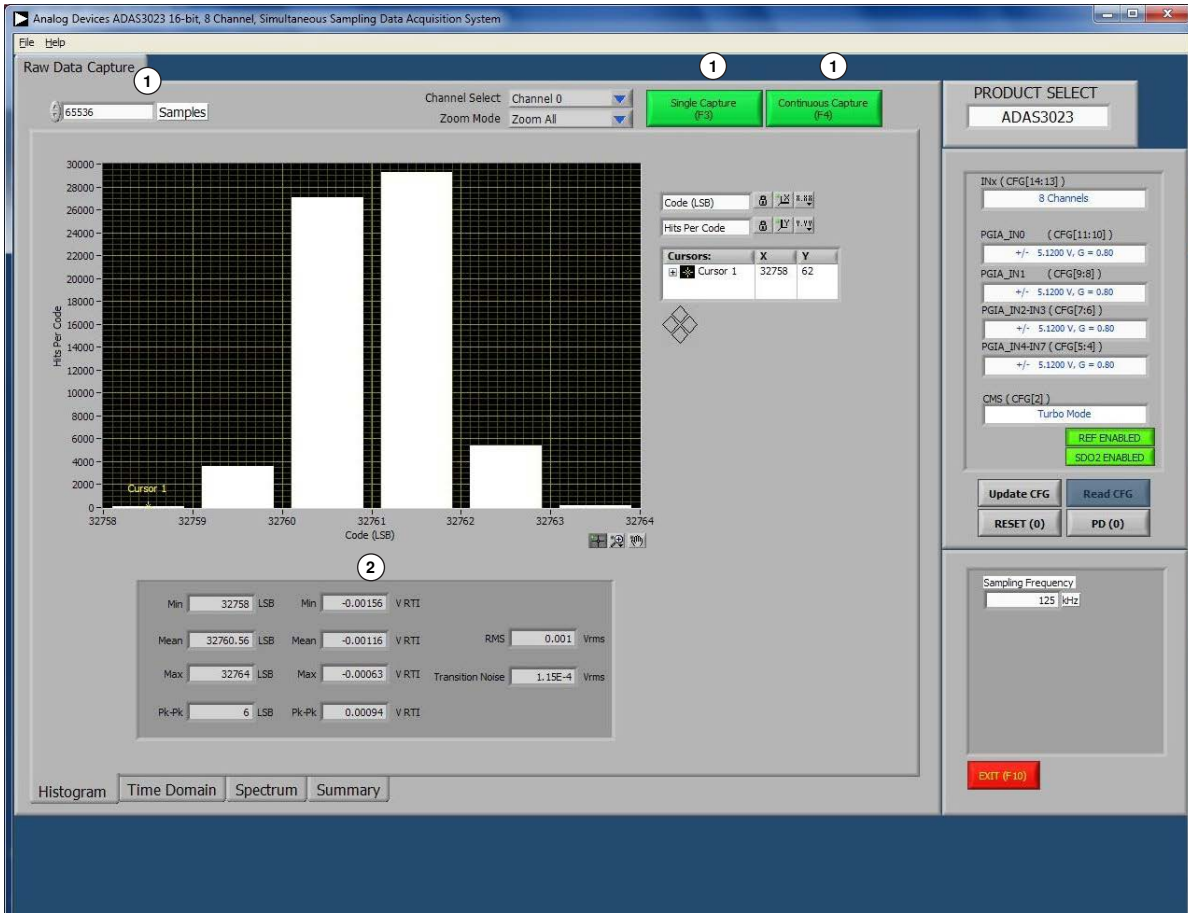 Analog Devices ADAS3023 16-bit, 8 Channel, Simultaneous Sampling Data Acquisition System
File Help
Raw Data Capture
1
1
1
65536 Samples
Channel Select Channel 0
Zoom Mode Zoom All
Single Capture
(F3)
Continuous Capture
(F4)
30000
28000
26000
24000
22000
20000
18000
16000
14000
12000
10000
8000
6000
4000
2000
0
Hits Per Code
Cursor 1
32758 32759 32760 32761 32762 32763 32764
Code (LSB)
Code (LSB)
Hits Per Code
Cursors: X Y
Cursor 1 32758 62
2
Min 32758 LSB Min -0.00156 V RTI
Mean 32760.56 LSB Mean -0.00116 V RTI RMS 0.001 Vrms
Max 32764 LSB Max -0.00063 V RTI Transition Noise 1.15E-4 Vrms
Pk-Pk 6 LSB Pk-Pk 0.00094 V RTI
Histogram Time Domain Spectrum Summary
PRODUCT SELECT
ADAS3023
INx ( CFG[14:13] )
8 Channels
PGIA_IN0 ( CFG[11:10] )
+/- 5.1200 V, G = 0.80
PGIA_IN1 ( CFG[9:8] )
+/- 5.1200 V, G = 0.80
PGIA_IN2-IN3 ( CFG[7:6] )
+/- 5.1200 V, G = 0.80
PGIA_IN4-IN7 ( CFG[5:4] )
+/- 5.1200 V, G = 0.80
CMS ( CFG[2] )
Turbo Mode
REF ENABLED
SDO2 ENABLED
Update CFG Read CFG
RESET (0) PD (0)
Sampling Frequency
125 kHz
EXIT (F10)